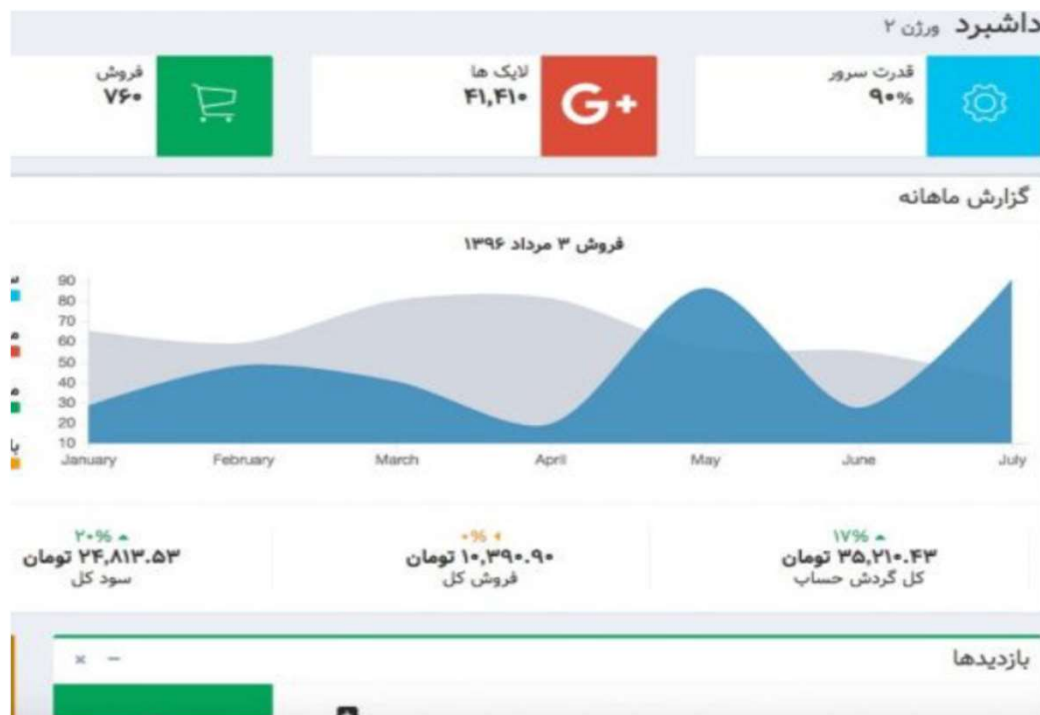 داشبرد ورژن ۲
قدرت سرور
۹۰%
لایک ها
۴۱,۴۱۰
فروش
۷۶۰
G+
گزارش ماهانه
فروش ۳ مرداد ۱۳۹۶
90
80
70
60
50
40
30
20
10
January February March April May June July
۱۷%
۳۵,۲۱۰.۴۳ تومان
کل گردش حساب
۰%
۱۰,۳۹۰.۹۰ تومان
فروش کل
۲۰%
۲۴,۸۱۳.۵۳ تومان
سود کل
بازدیدها